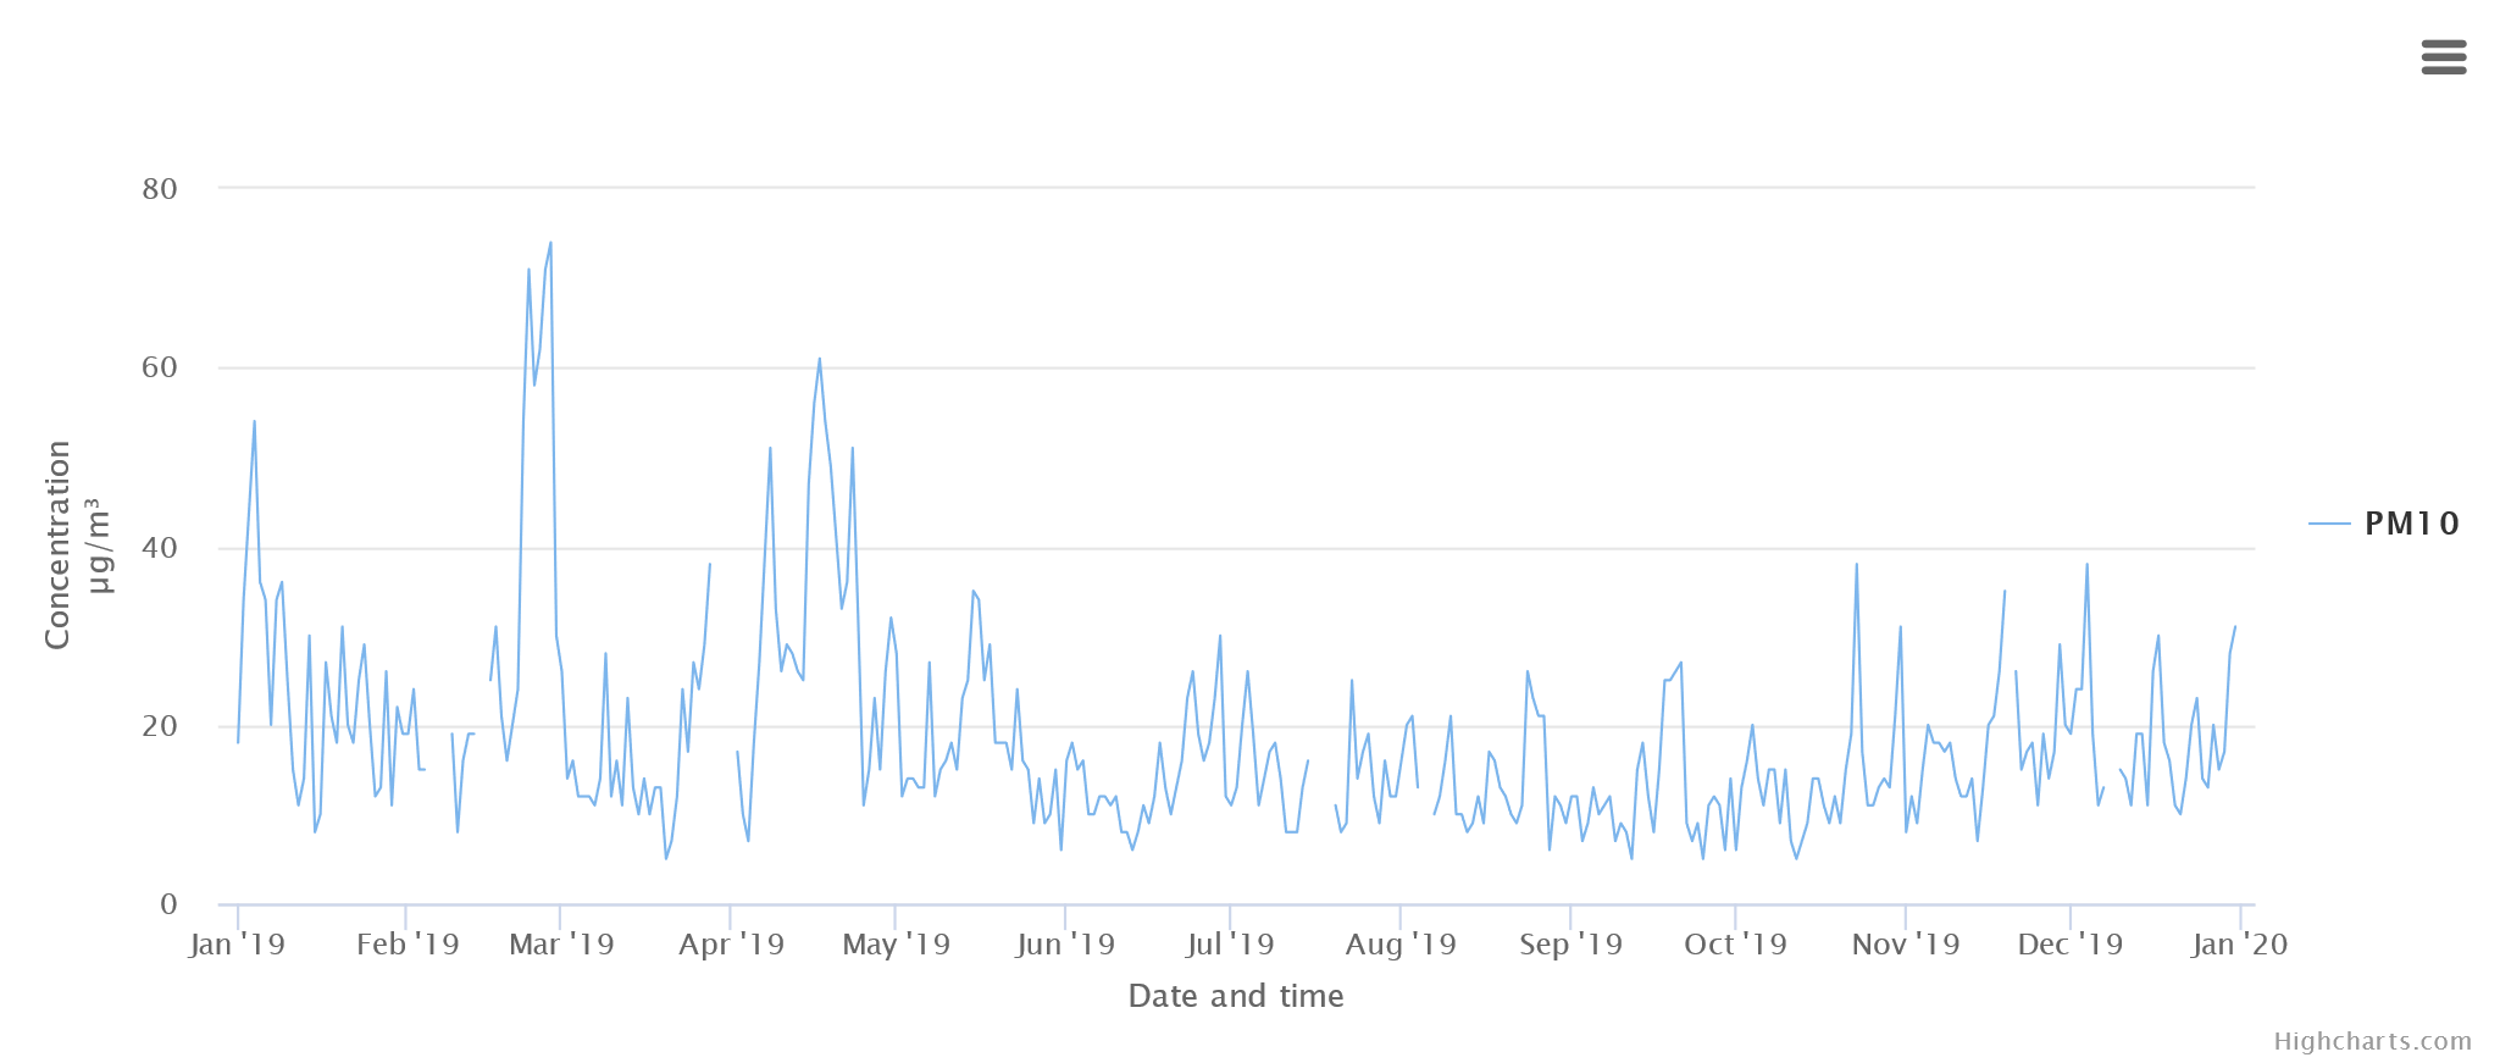 80
60
40
20
0
Concentration
µg/m³
Jan '19 Feb '19 Mar '19 Apr '19 May '19 Jun '19 Jul '19 Aug '19 Sep '19 Oct '19 Nov '19 Dec '19 Jan '20
Date and time
PM10
Highcharts.com